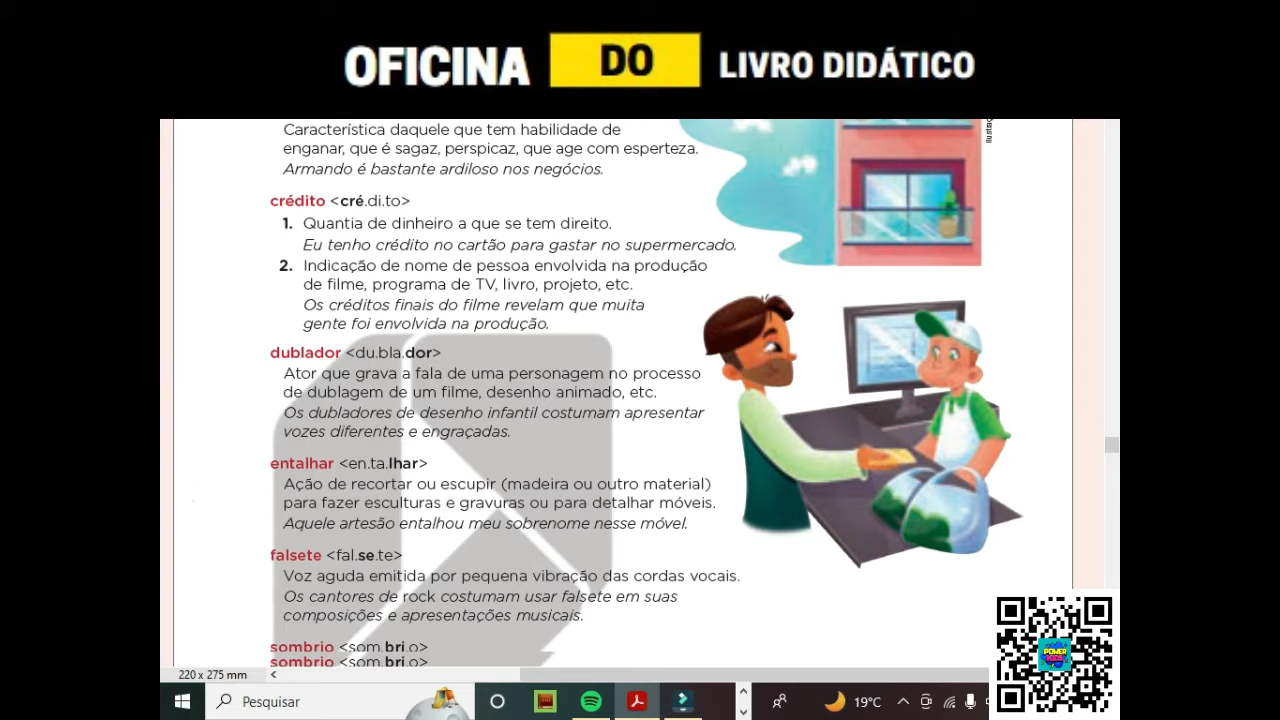 OFICINA DO LIVRO DIDÁTICO
Característica daquele que tem habilidade de
enganar, que é sagaz, perspicaz, que age com esperteza.
Armando é bastante ardiloso nos negócios.
crédito <cré.di.to>
1. Quantia de dinheiro a que se tem direito.
Eu tenho crédito no cartão para gastar no supermercado.
2. Indicação de nome de pessoa envolvida na produção
de filme, programa de TV, livro, projeto, etc.
Os créditos finais do filme revelam que muita
gente foi envolvida na produção.
dublador <du.bla.dor>
Ator que grava a fala de uma personagem no processo
de dublagem de um filme, desenho animado, etc.
Os dubladores de desenho infantil costumam apresentar
vozes diferentes e engraçadas.
entalhar <en.ta.lhar>
Ação de recortar ou escupir (madeira ou outro material)
para fazer esculturas e gravuras ou para detalhar móveis.
Aquele artesão entalhou meu sobrenome nesse móvel.
falsete <fal.se.te>
Voz aguda emitida por pequena vibração das cordas vocais.
Os cantores de rock costumam usar falsete em suas
composições e apresentações musicais.
sombrio <som.bri.o>
sombrio <som.bri.o>
220 x 275 mm
POWER KIDS
Pesquisar
19°C